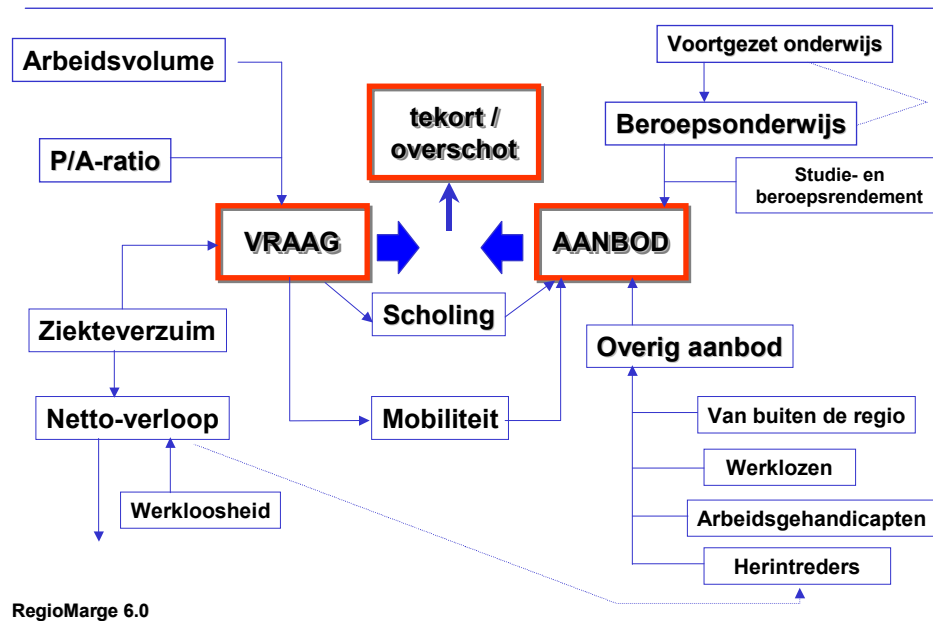 Arbeidsvolume
Voortgezet onderwijs
tekort /
overschot
Beroepsonderwijs
P/A-ratio
Studie- en
beroepsrendement
VRAAG
AANBOD
Scholing
Ziekteverzuim
Overig aanbod
Netto-verloop
Mobiliteit
Van buiten de regio
Werklozen
Werkloosheid
Arbeidsgehandicapten
Herintreders
RegioMarge 6.0